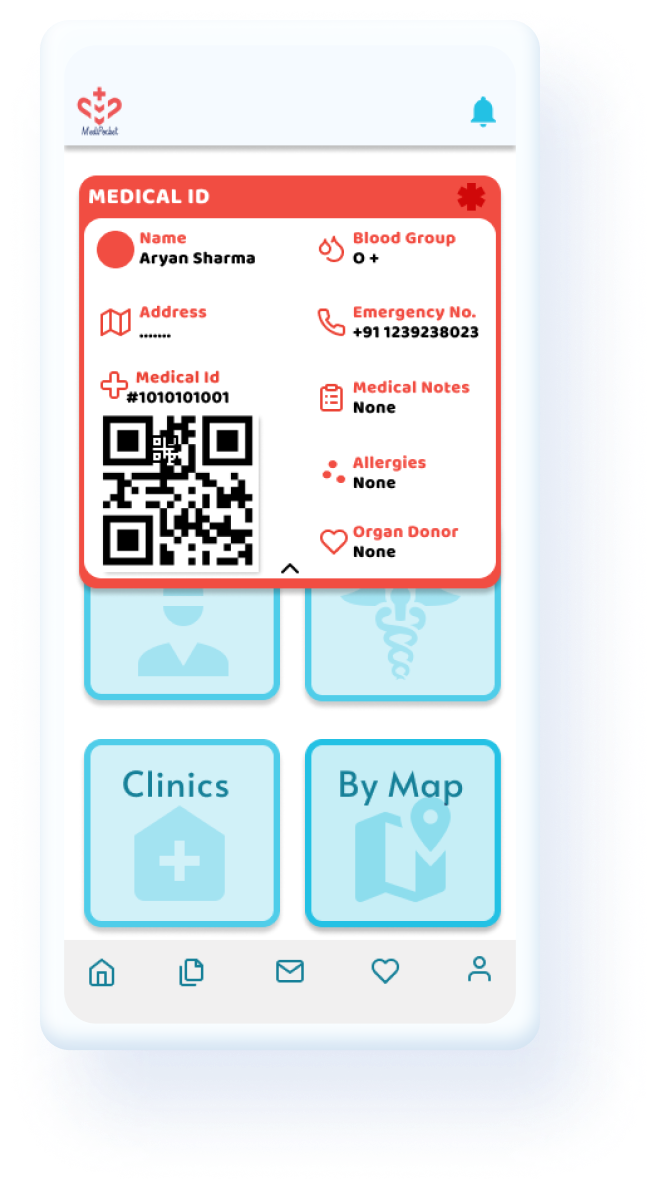 MediPocket
MEDICAL ID
Name
Aryan Sharma
Blood Group
O +
Address
.......
Emergency No.
+91 1239238023
Medical Id
#1010101001
Medical Notes
None
Allergies
None
Organ Donor
None
Clinics
By Map